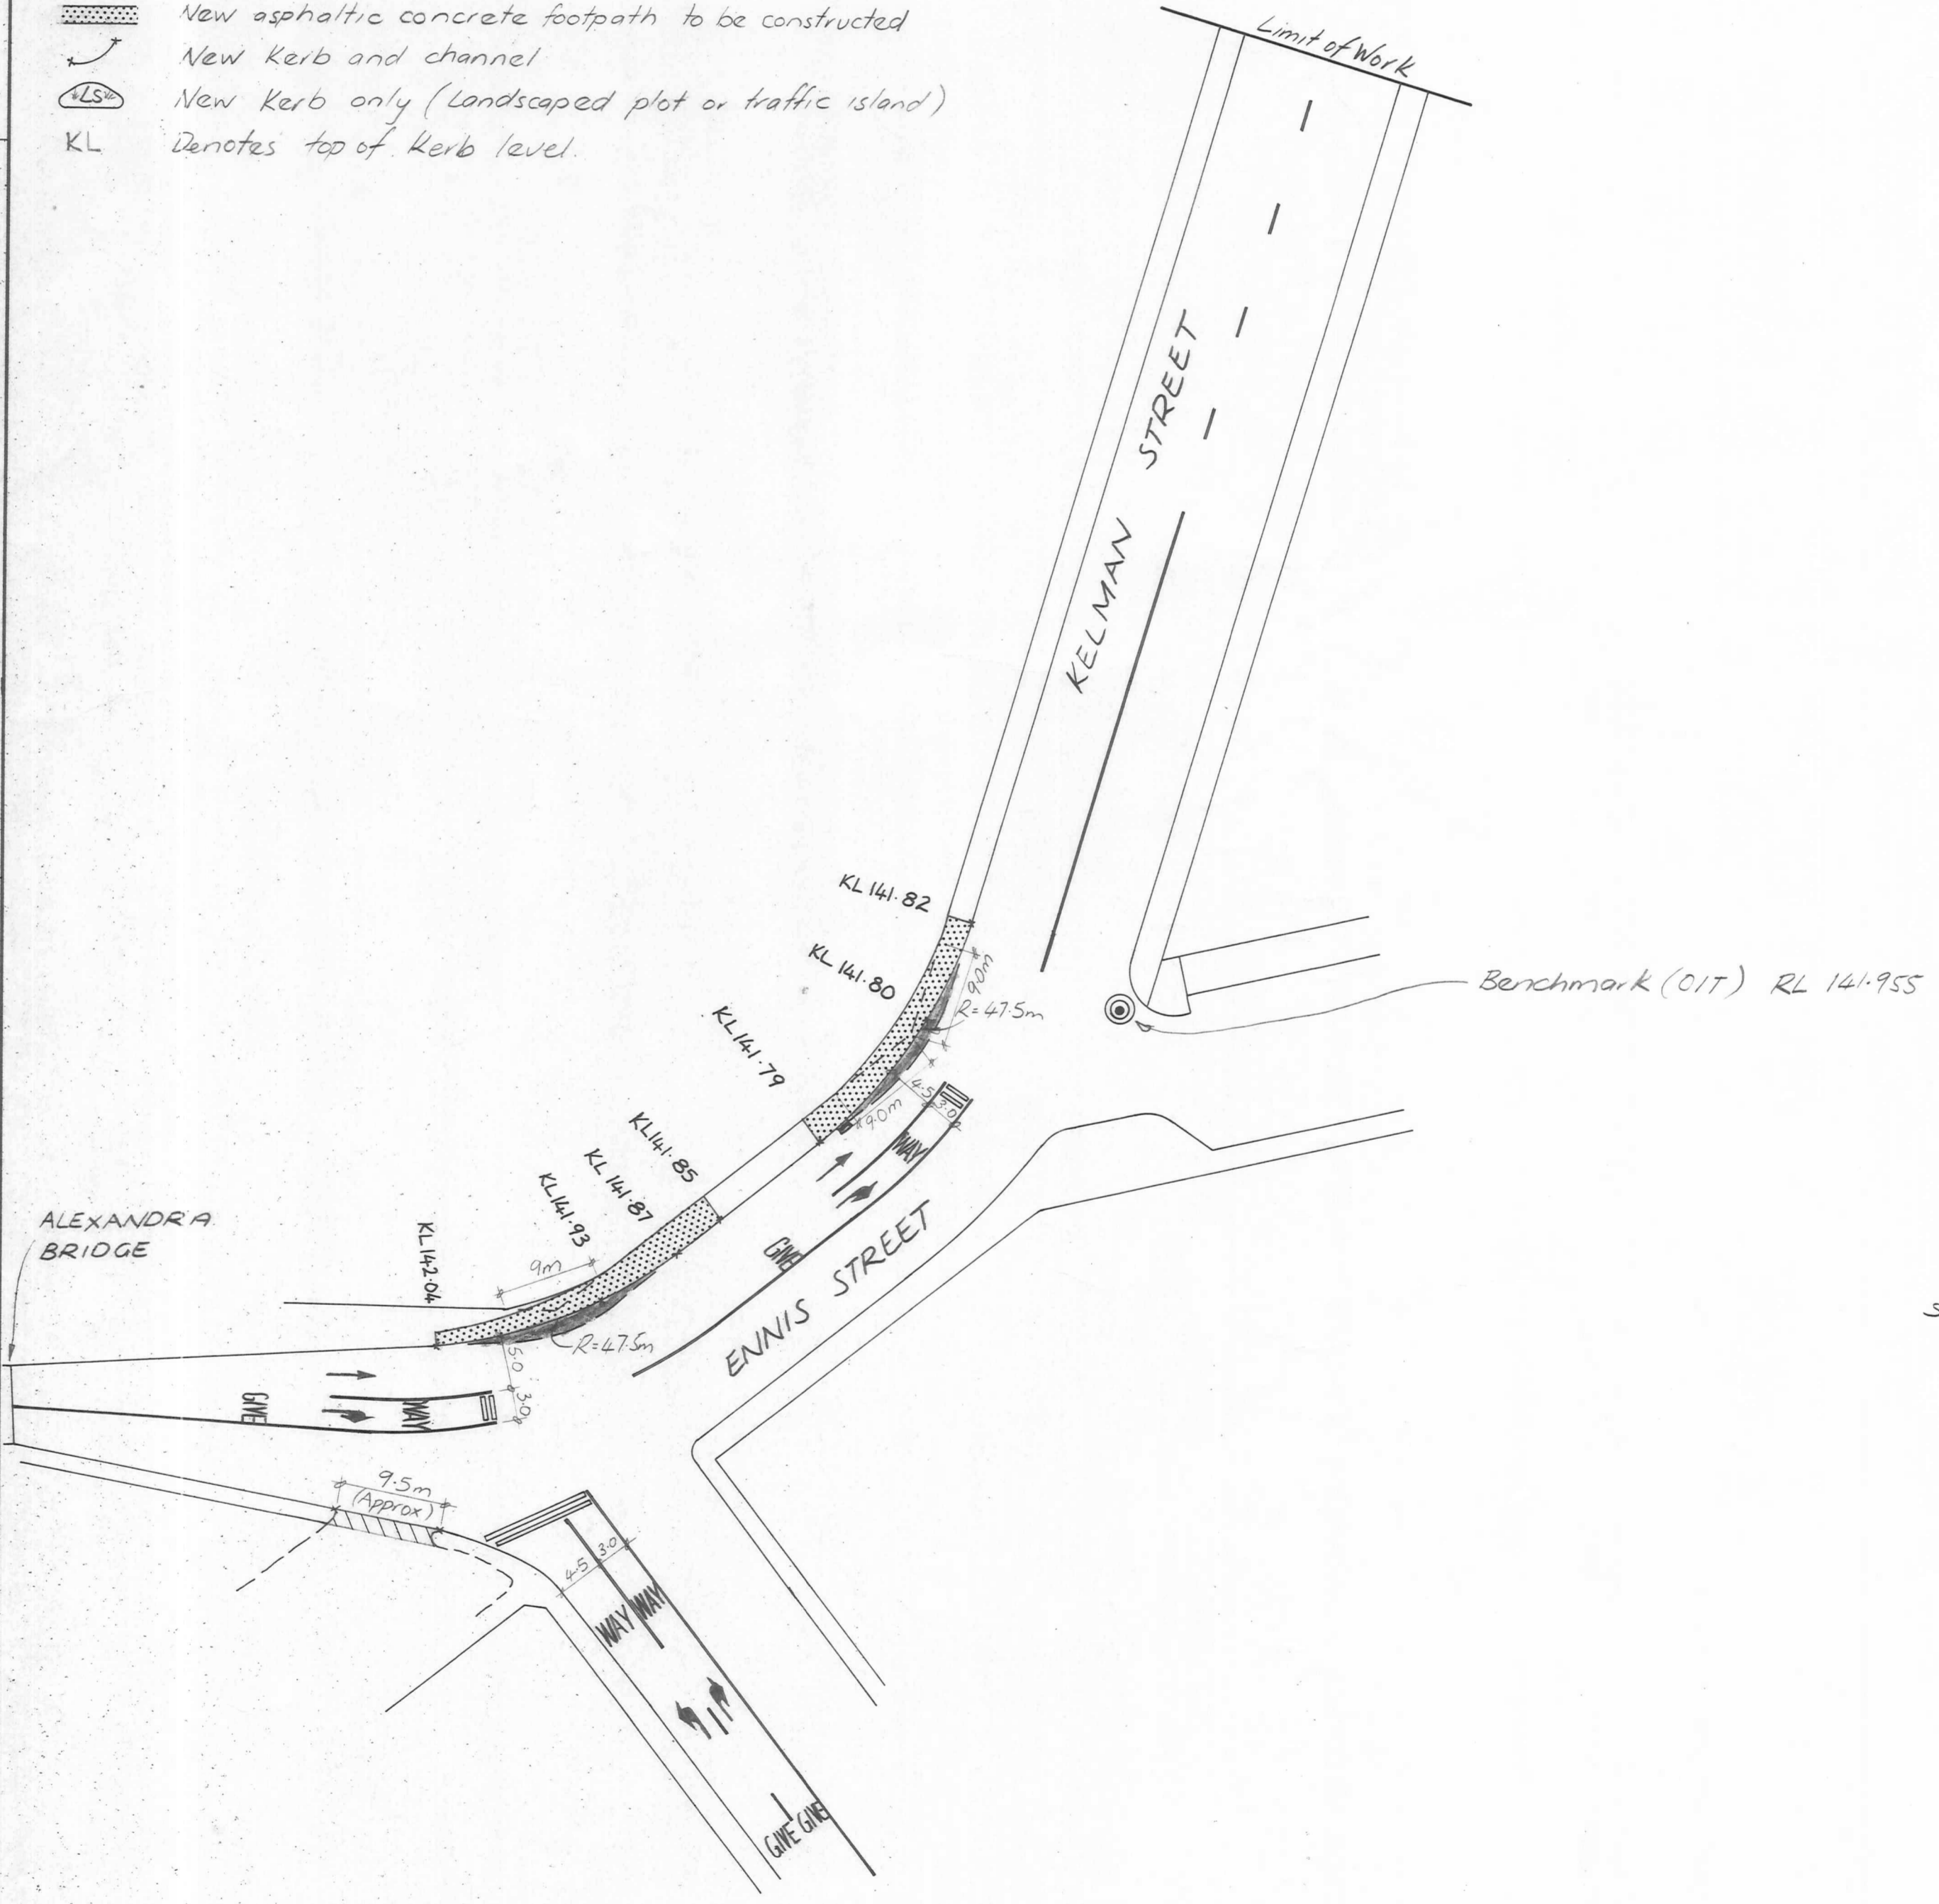 New asphaltic concrete footpath to be constructed
New Kerb and channel
LS
New Kerb only (Landscaped plot or traffic island)
KL Denotes top of Kerb level.
Limit of Work
KELMAN STREET
KL 141.82
KL 141.80
KL 141.79
9.0m
R=47.5m
Benchmark (OIT) RL 141.955
4.5
3.0
9.0m
WAY
KL 141.85
KL 141.87
KL 141.93
KL 142.04
ALEXANDRA
BRIDGE
9m
GIVE
ENNIS STREET
R=47.5m
5.0
3.0
GIVE
WAY
9.5m
(Approx)
4.5
3.0
WAY WAY
GIVE GIVE
S